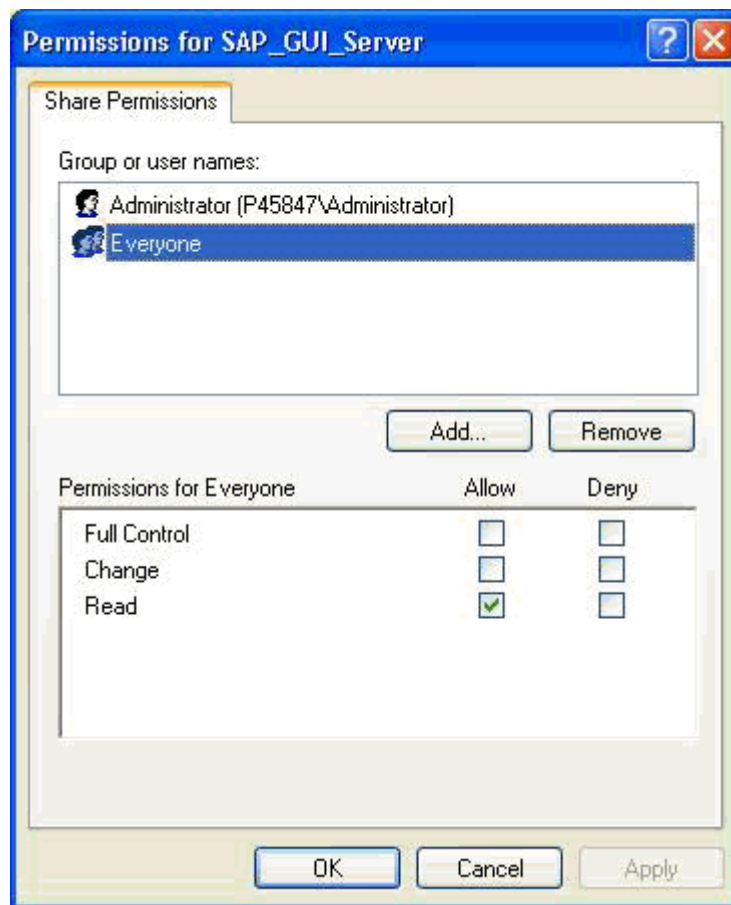 Permissions for SAP_GUI_Server
Share Permissions
Group or user names:
Administrator (P45847\Administrator)
Everyone
Add... Remove
Permissions for Everyone Allow Deny
Full Control
Change
Read
OK Cancel Apply